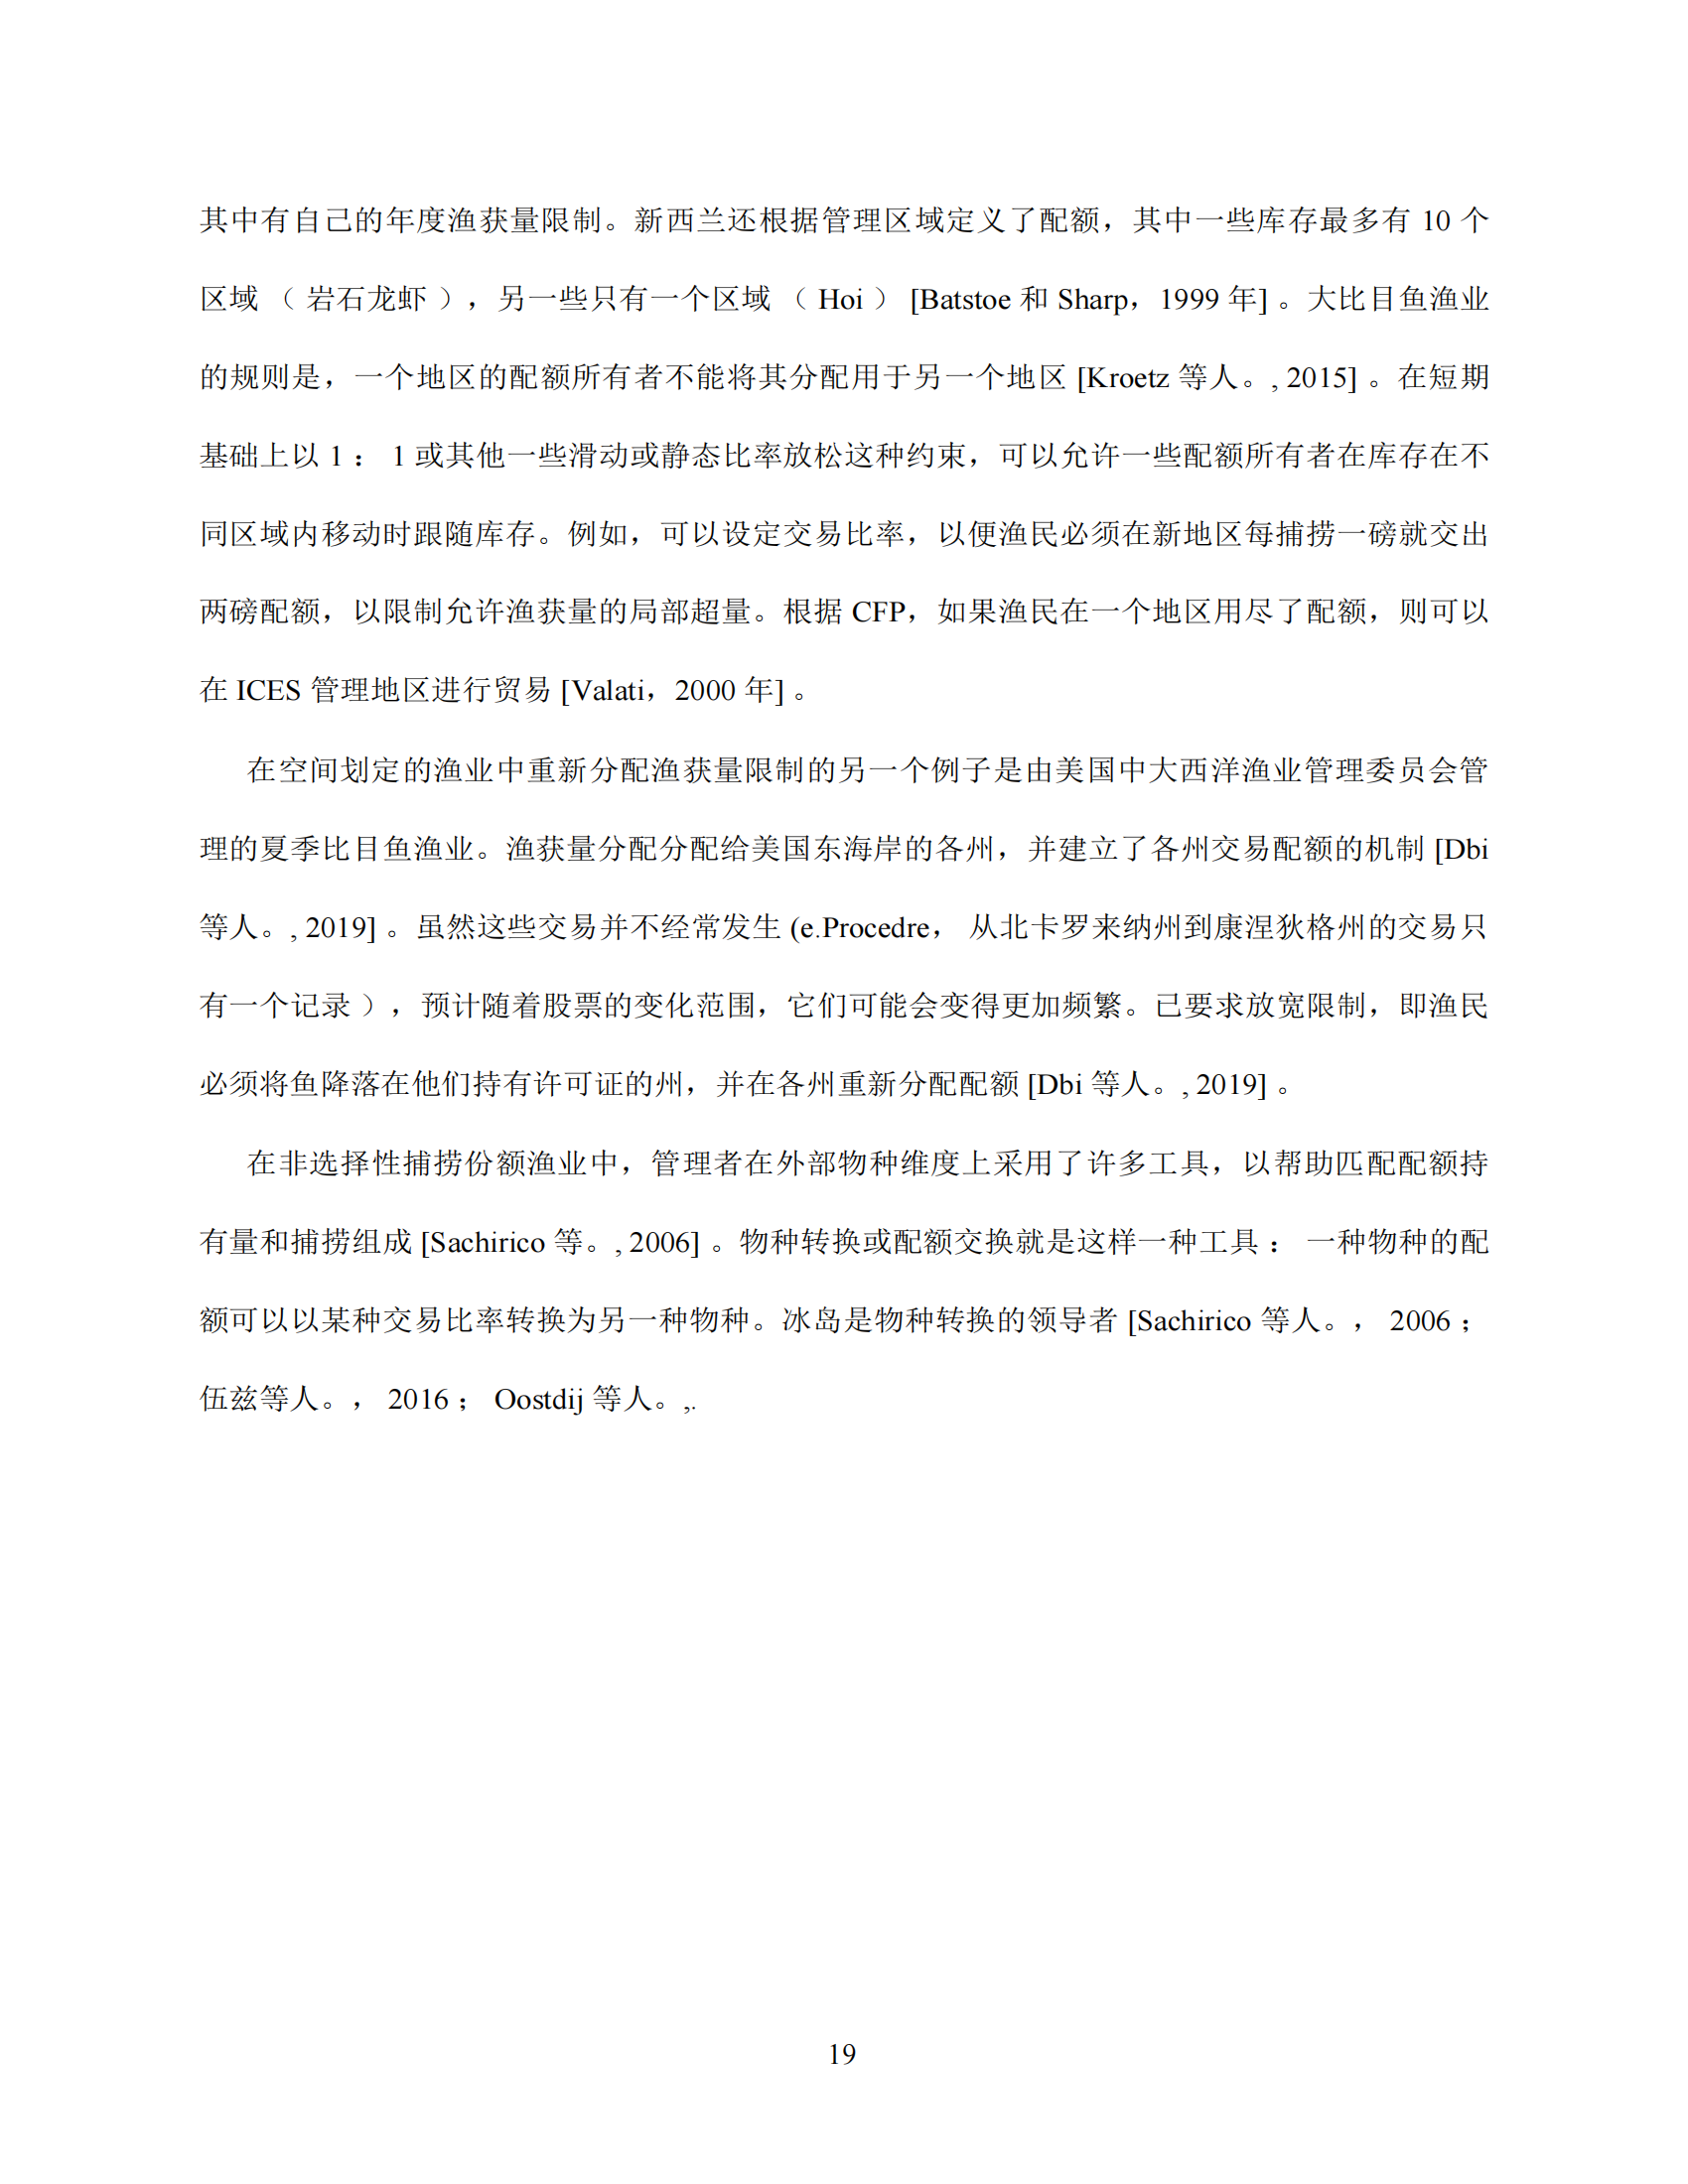 其中有自己的年度渔获量限制。新西兰还根据管理区域定义了配额，其中一些库存最多有 10 个
区域 （ 岩石龙虾 ），另一些只有一个区域 （ Hoi ） [Batstoe 和 Sharp，1999 年] 。大比目鱼渔业
的规则是，一个地区的配额所有者不能将其分配用于另一个地区 [Kroetz 等人。, 2015] 。在短期
基础上以 1： 1 或其他一些滑动或静态比率放松这种约束，可以允许一些配额所有者在库存在不
同区域内移动时跟随库存。例如，可以设定交易比率，以便渔民必须在新地区每捕捞一磅就交出
两磅配额，以限制允许渔获量的局部超量。根据 CFP，如果渔民在一个地区用尽了配额，则可以
在 ICES 管理地区进行贸易 [Valati，2000 年] 。
在空间划定的渔业中重新分配渔获量限制的另一个例子是由美国中大西洋渔业管理委员会管
理的夏季比目鱼渔业。渔获量分配分配给美国东海岸的各州，并建立了各州交易配额的机制 [Dbi
等人。, 2019] 。虽然这些交易并不经常发生 (e.Procedre， 从北卡罗来纳州到康涅狄格州的交易只
有一个记录 ），预计随着股票的变化范围，它们可能会变得更加频繁。已要求放宽限制，即渔民
必须将鱼降落在他们持有许可证的州，并在各州重新分配配额 [Dbi 等人。, 2019] 。
在非选择性捕捞份额渔业中，管理者在外部物种维度上采用了许多工具，以帮助匹配配额持
有量和捕捞组成 [Sachirico 等。, 2006] 。物种转换或配额交换就是这样一种工具： 一种物种的配
额可以以某种交易比率转换为另一种物种。冰岛是物种转换的领导者 [Sachirico 等人。， 2006；
伍兹等人。， 2016； Oostdij 等人。,.
19